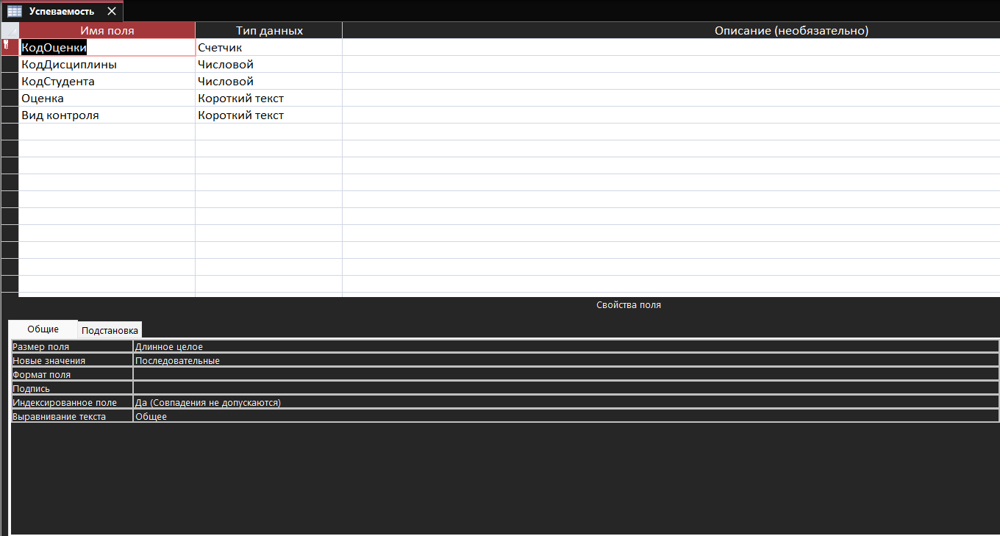 Успеваемость
Имя поля Тип данных Описание (необязательно)
КодОценки Счетчик
КодДисциплины Числовой
КодСтудента Числовой
Оценка Короткий текст
Вид контроля Короткий текст
Свойства поля
Общие Подстановка
Размер поля Длинное целое
Новые значения Последовательные
Формат поля
Подпись
Индексированное поле Да (Совпадения не допускаются)
Выравнивание текста Общее